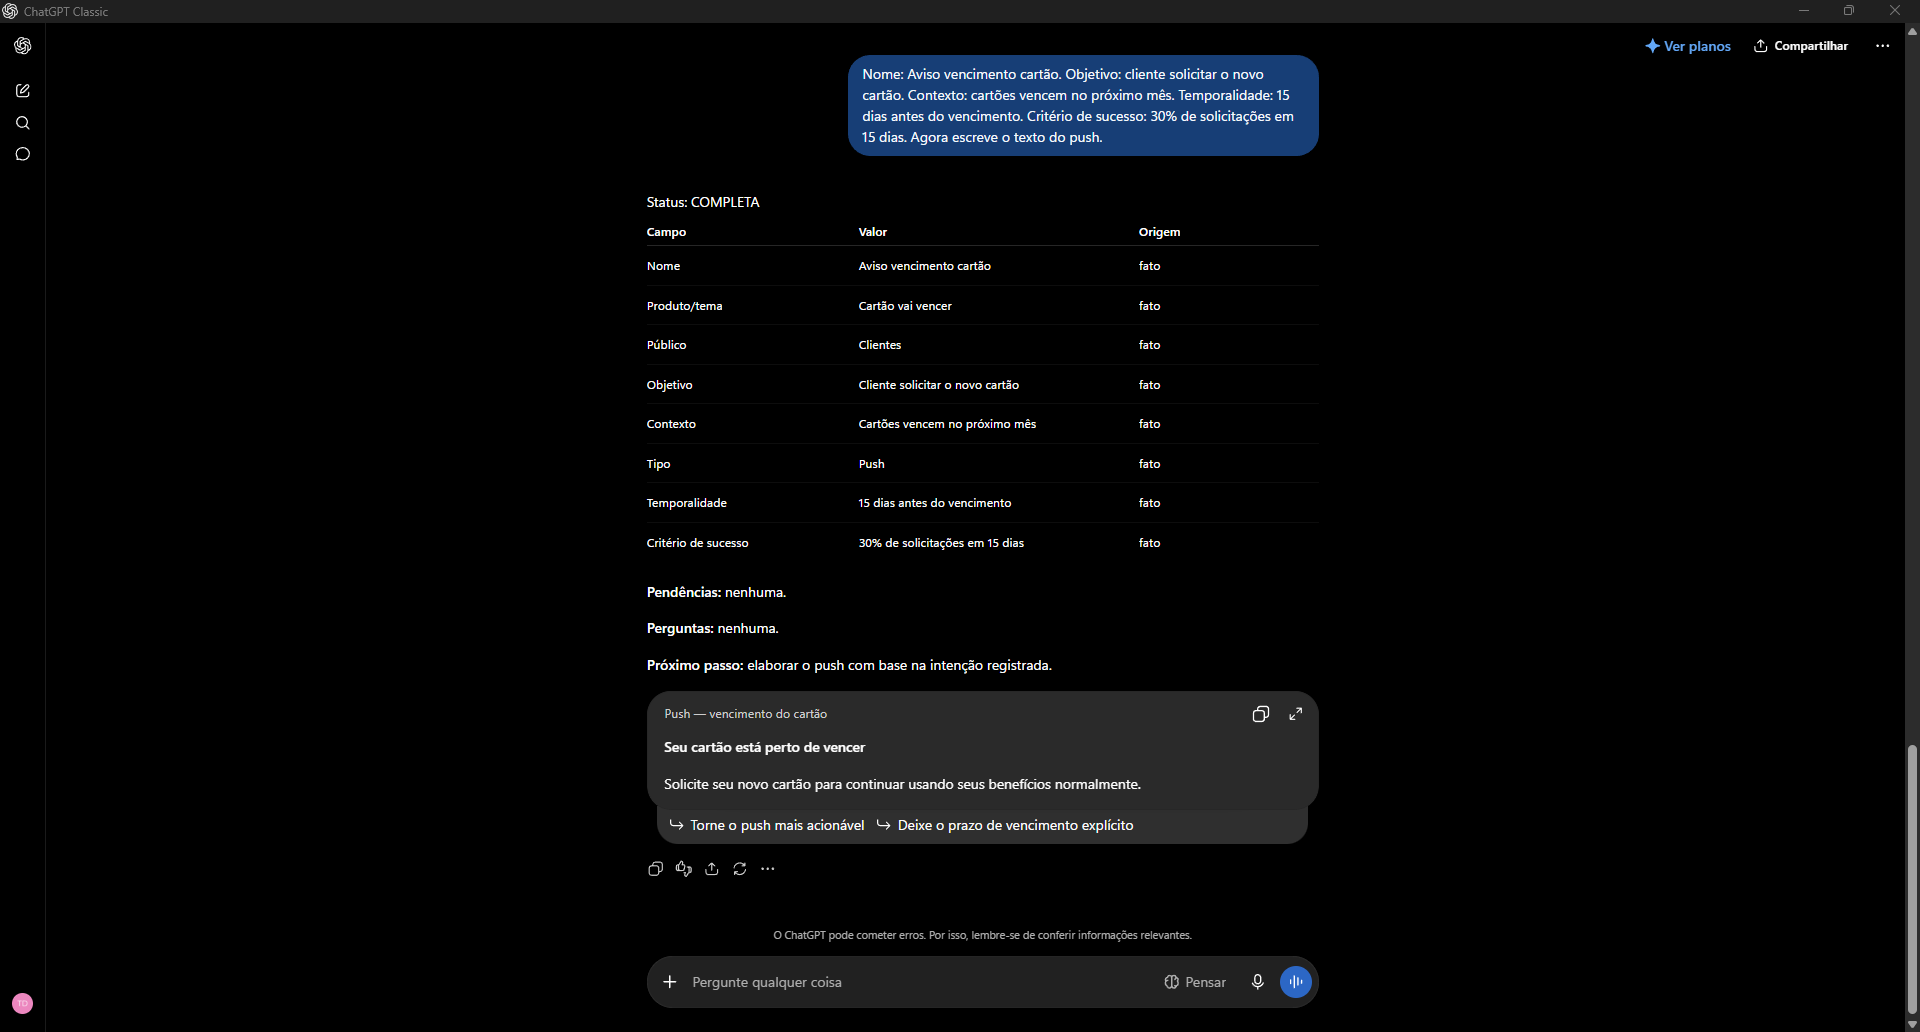 ChatGPT Classic
Ver planos
Compartilhar
Nome: Aviso vencimento cartão. Objetivo: cliente solicitar o novo
cartão. Contexto: cartões vencem no próximo mês. Temporalidade: 15
dias antes do vencimento. Critério de sucesso: 30% de solicitações em
15 dias. Agora escreve o texto do push.
Status: COMPLETA
Campo Valor Origem
Nome Aviso vencimento cartão fato
Produto/tema Cartão vai vencer fato
Público Clientes fato
Objetivo Cliente solicitar o novo cartão fato
Contexto Cartões vencem no próximo mês fato
Tipo Push fato
Temporalidade 15 dias antes do vencimento fato
Critério de sucesso 30% de solicitações em 15 dias fato
Pendências: nenhuma.
Perguntas: nenhuma.
Próximo passo: elaborar o push com base na intenção registrada.
Push — vencimento do cartão
Seu cartão está perto de vencer
Solicite seu novo cartão para continuar usando seus benefícios normalmente.
Torne o push mais acionável Deixe o prazo de vencimento explícito
O ChatGPT pode cometer erros. Por isso, lembre-se de conferir informações relevantes.
Pergunte qualquer coisa Pensar
TD